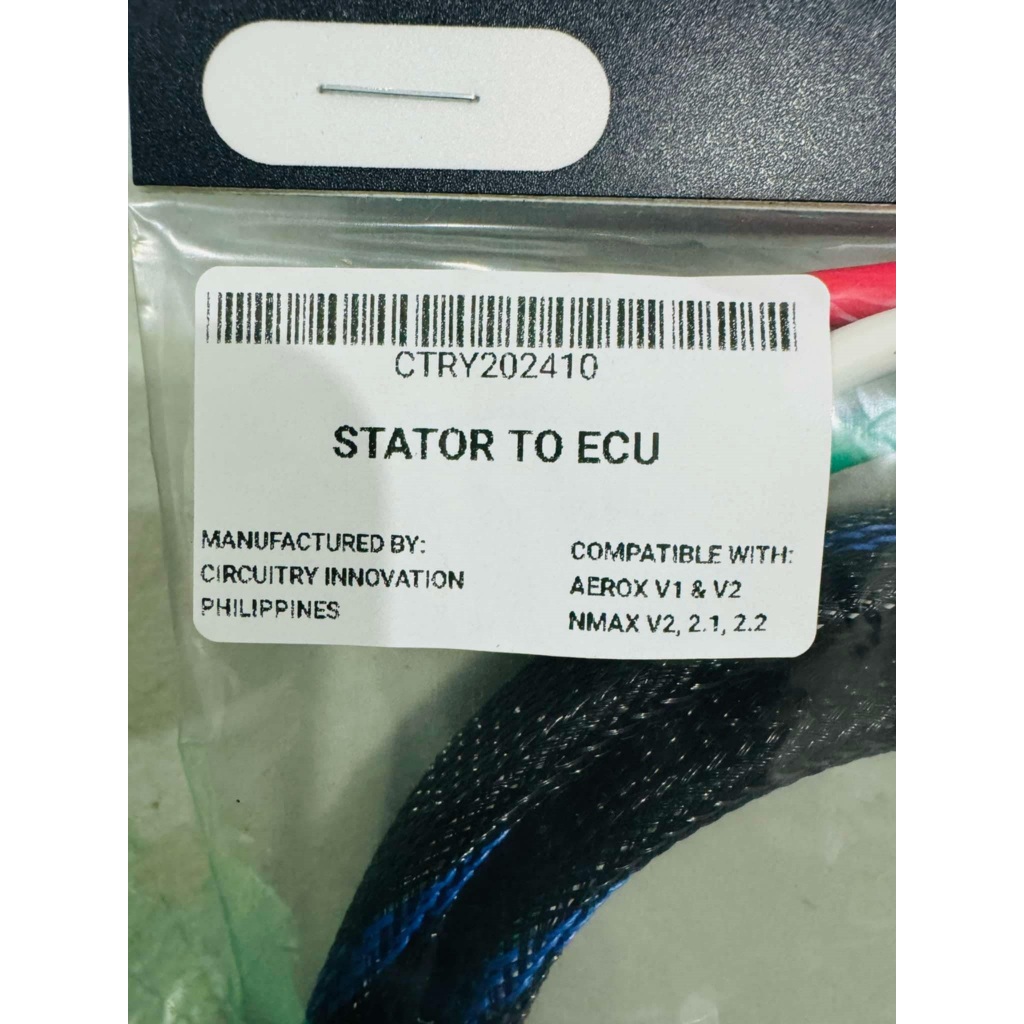 CTRY202410
STATOR TO ECU
MANUFACTURED BY:
CIRCUITRY INNOVATION
PHILIPPINES
COMPATIBLE WITH:
AEROX V1 & V2
NMAX V2, 2.1, 2.2